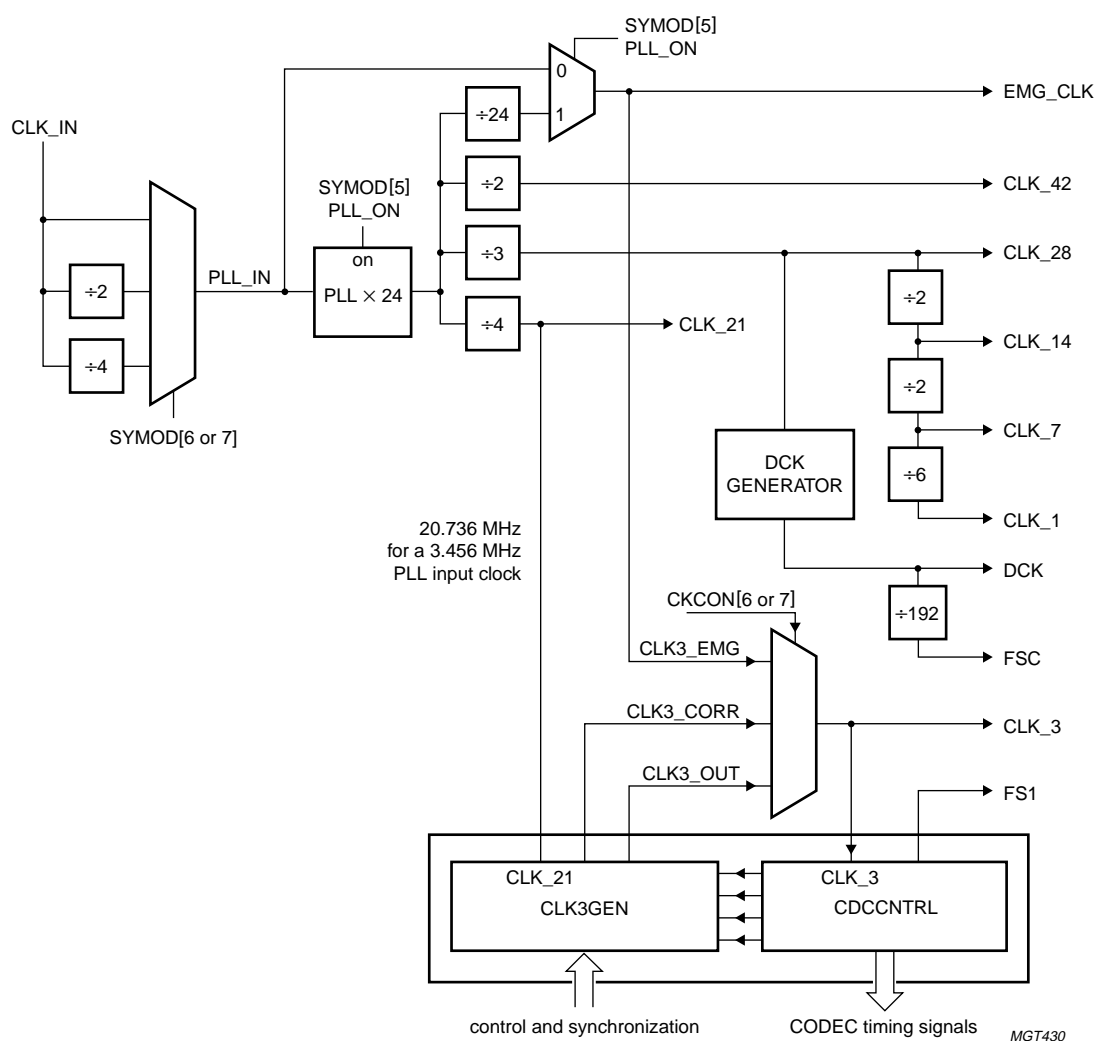 SYMOD[5]
PLL_ON
0
1
EMG_CLK
÷24
CLK_IN
÷2
CLK_42
SYMOD[5]
PLL_ON
÷3
CLK_28
on
PLL × 24
PLL_IN
÷2
÷2
÷4
CLK_21
CLK_14
÷4
÷2
SYMOD[6 or 7]
CLK_7
DCK
GENERATOR
÷6
CLK_1
20.736 MHz
for a 3.456 MHz
PLL input clock
DCK
CKCON[6 or 7]
÷192
CLK3_EMG
FSC
CLK3_CORR
CLK_3
CLK3_OUT
FS1
CLK_21
CLK3GEN
CLK_3
CDCCNTRL
control and synchronization
CODEC timing signals
MGT430